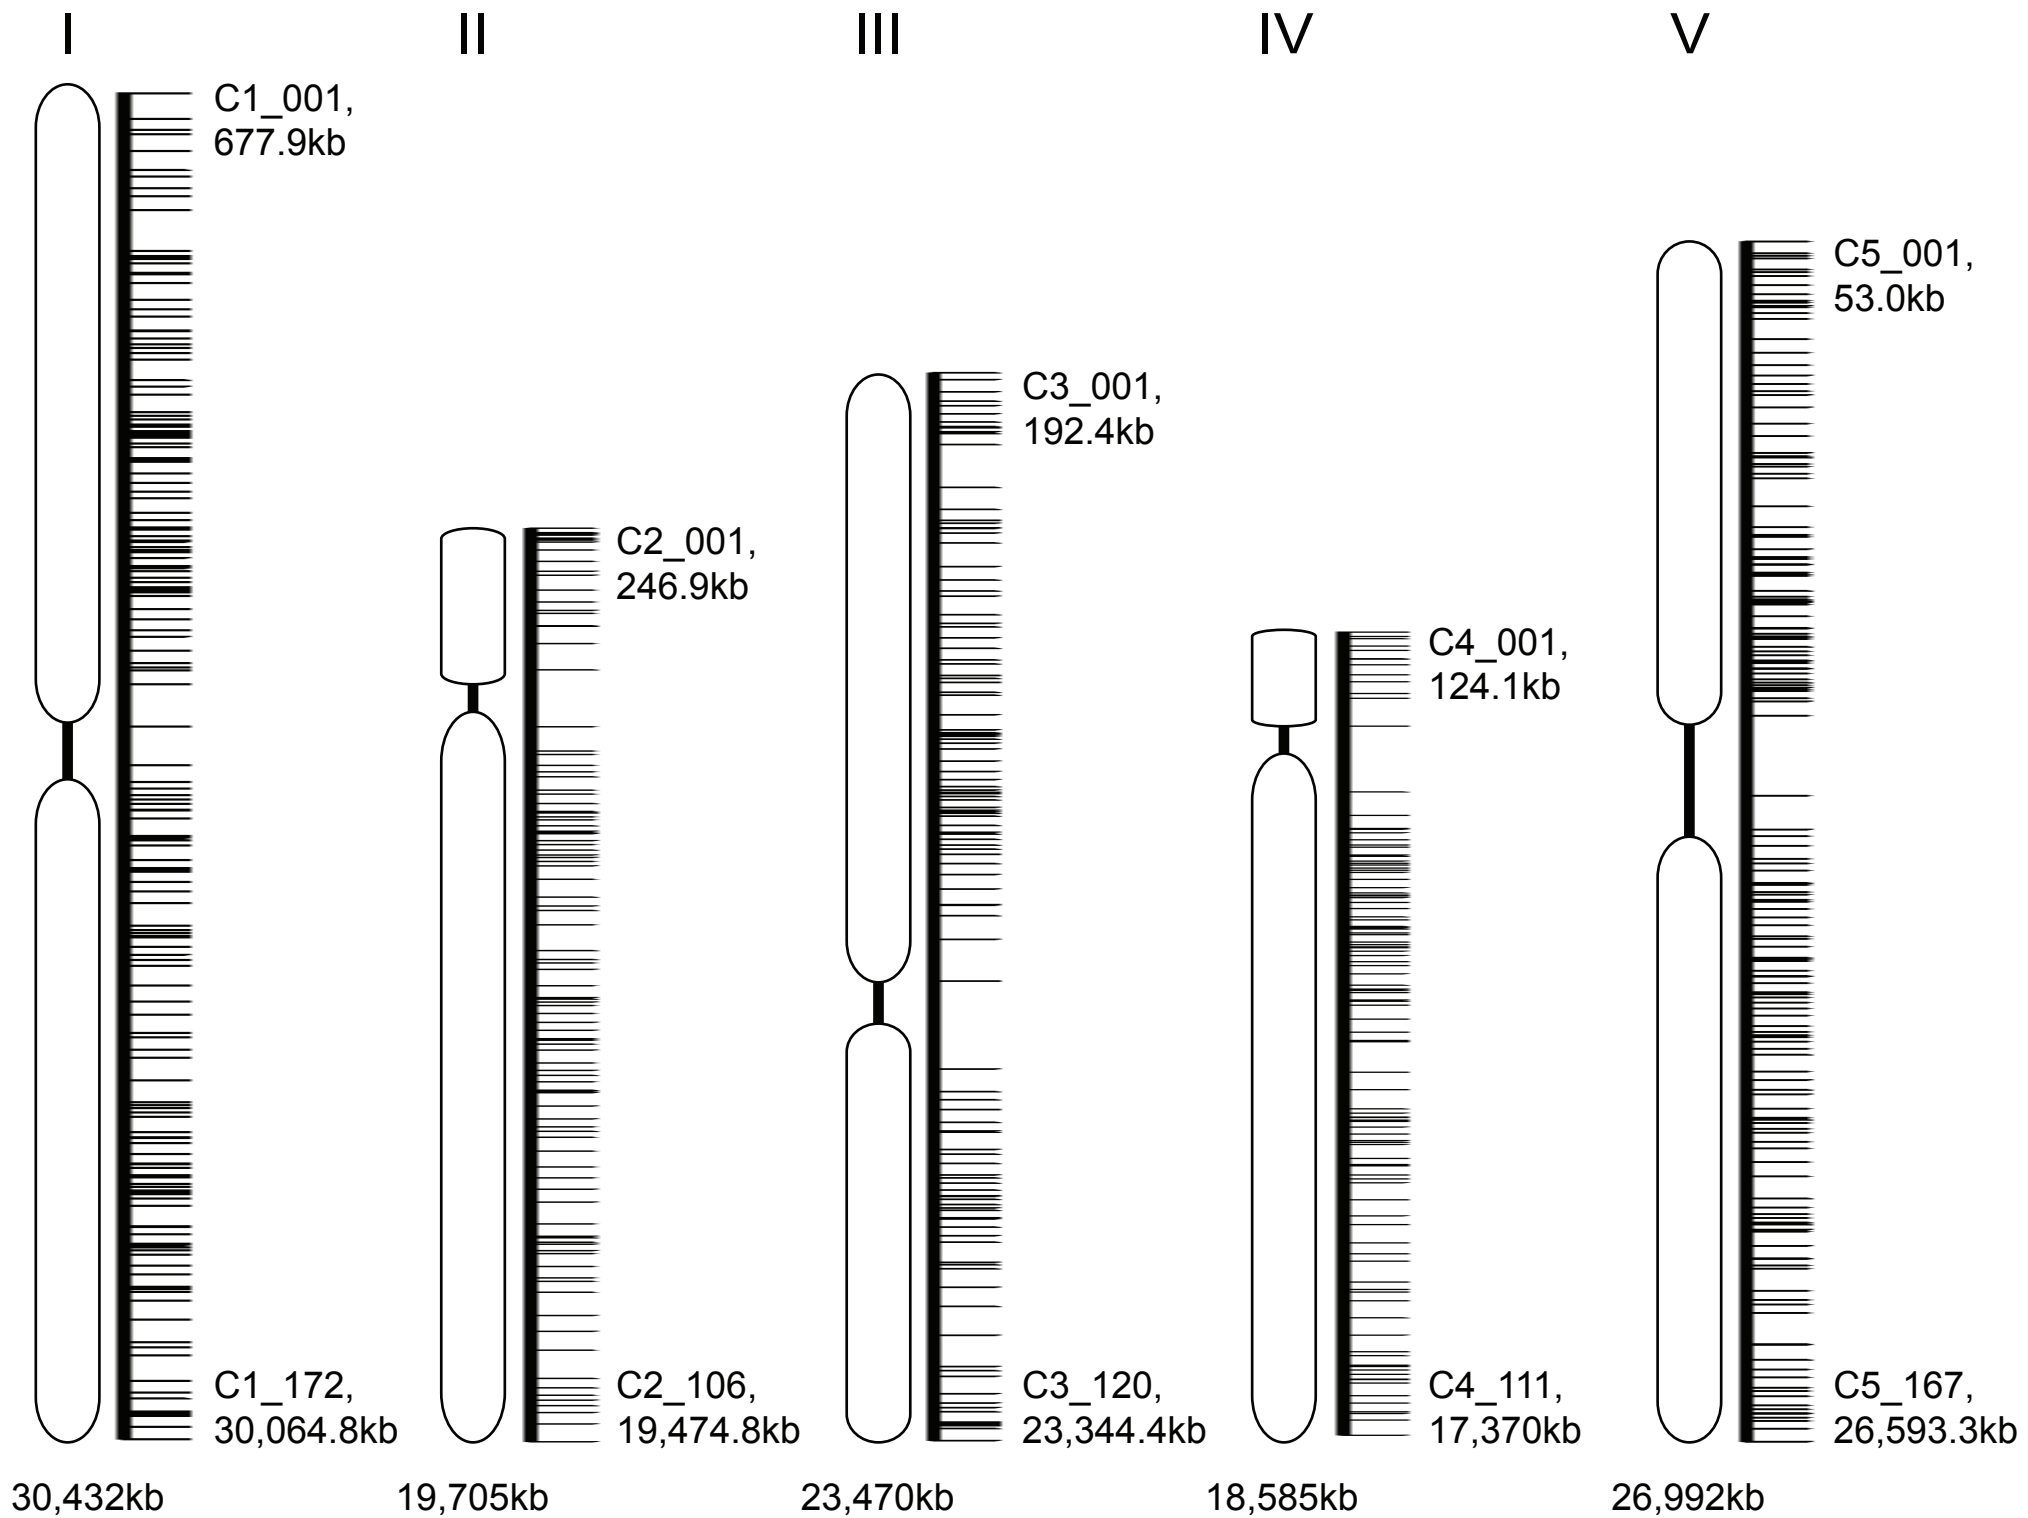 I
II
III
IV
V
C1_001,
677.9kb
C2_001,
246.9kb
C3_001,
192.4kb
C4_001,
124.1kb
C5_001,
53.0kb
C1_172,
30,064.8kb
C2_106,
19,474.8kb
C3_120,
23,344.4kb
C4_111,
17,370kb
C5_167,
26,593.3kb
30,432kb
19,705kb
23,470kb
18,585kb
26,992kb